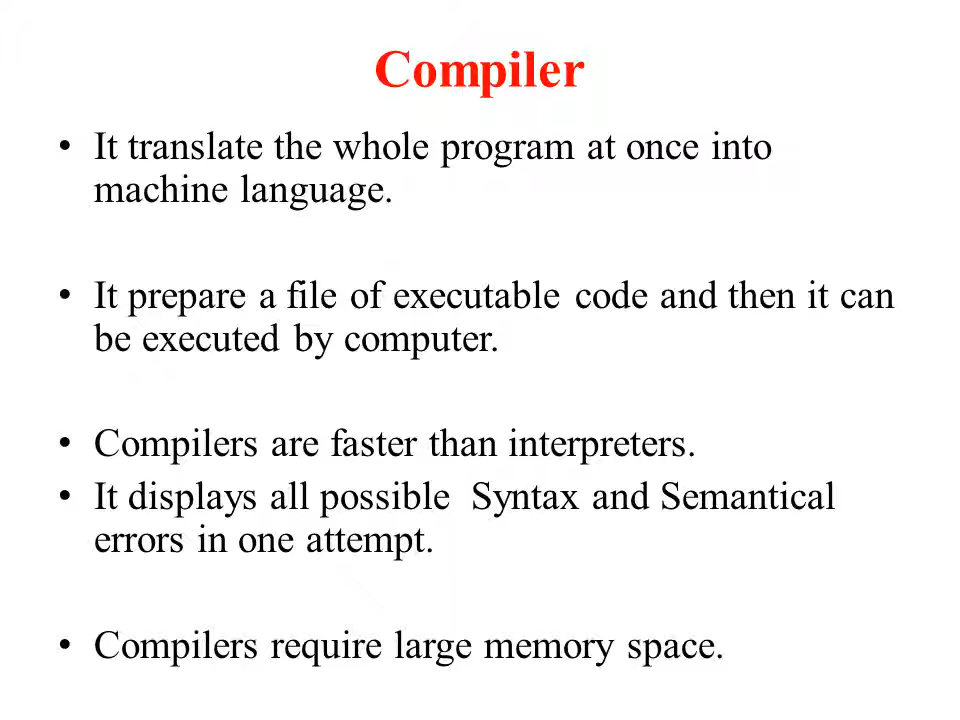 Compiler
• It translate the whole program at once into
machine language.
• It prepare a file of executable code and then it can
be executed by computer.
• Compilers are faster than interpreters.
• It displays all possible  Syntax and Semantical
errors in one attempt.
• Compilers require large memory space.